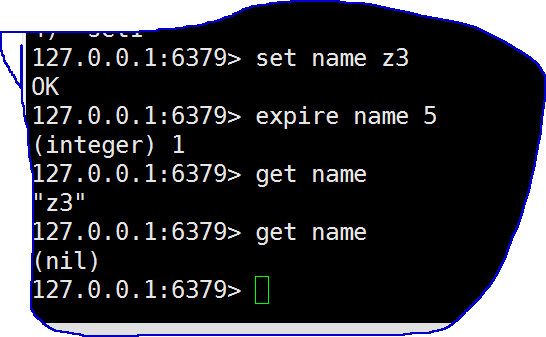 127.0.0.1:6379> set name z3
OK
127.0.0.1:6379> expire name 5
(integer) 1
127.0.0.1:6379> get name
"z3"
127.0.0.1:6379> get name
(nil)
127.0.0.1:6379>